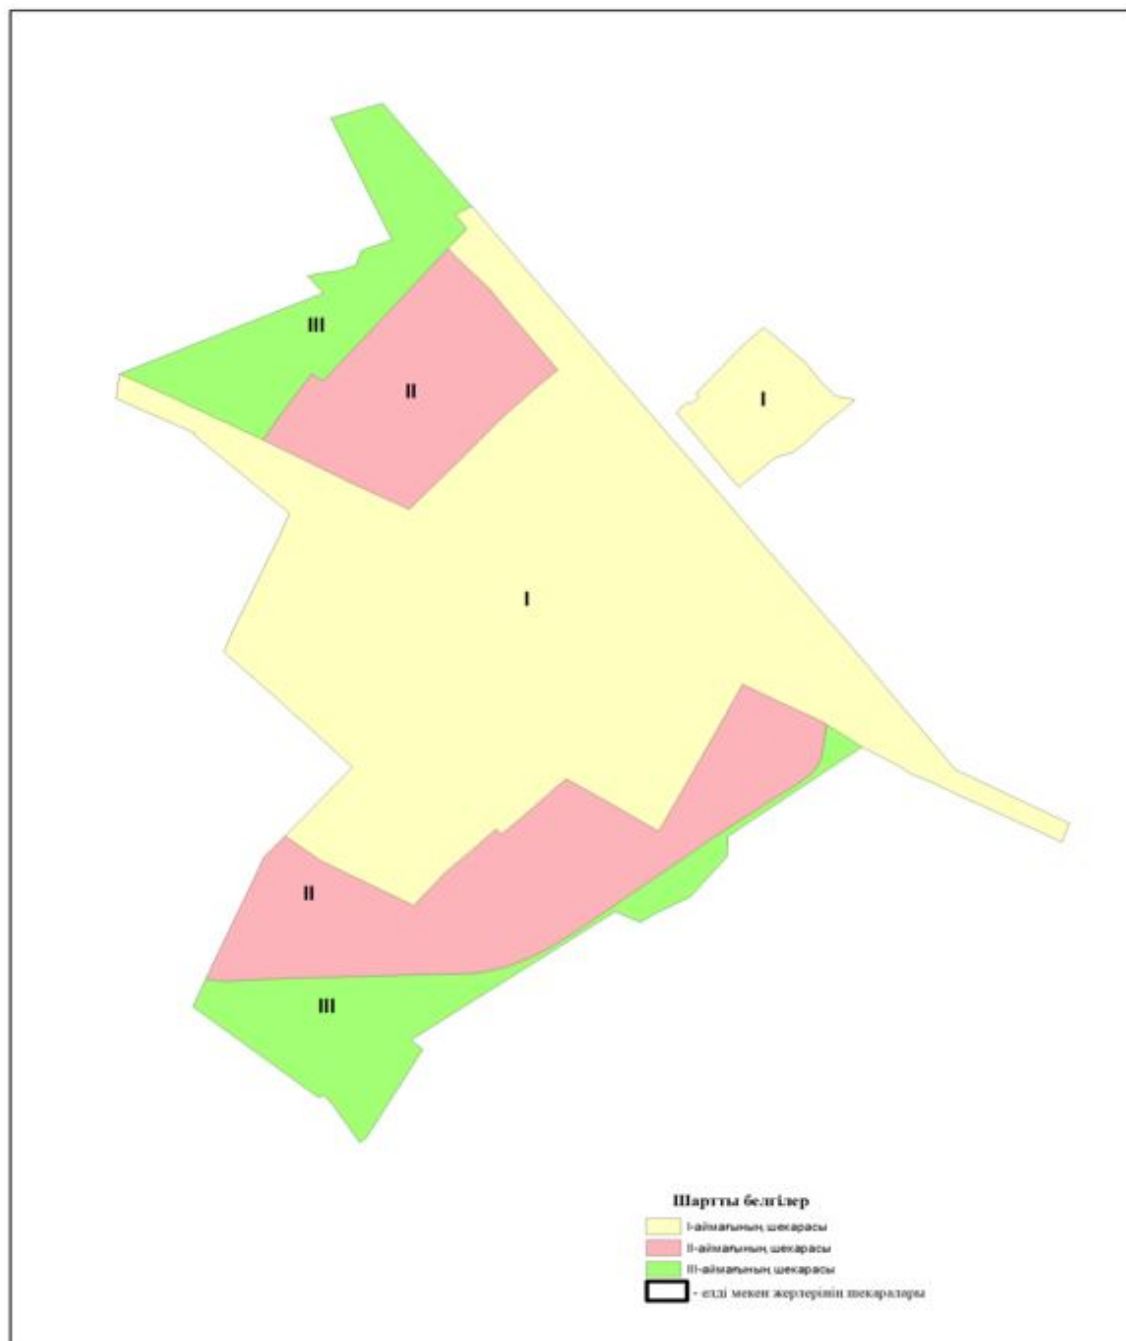 III
II
I
I
II
III
Шартты белгілер
I-аймағының шекарасы
II-аймағының шекарасы
III-аймағының шекарасы
- елді мекен жерлерінің шекаралары